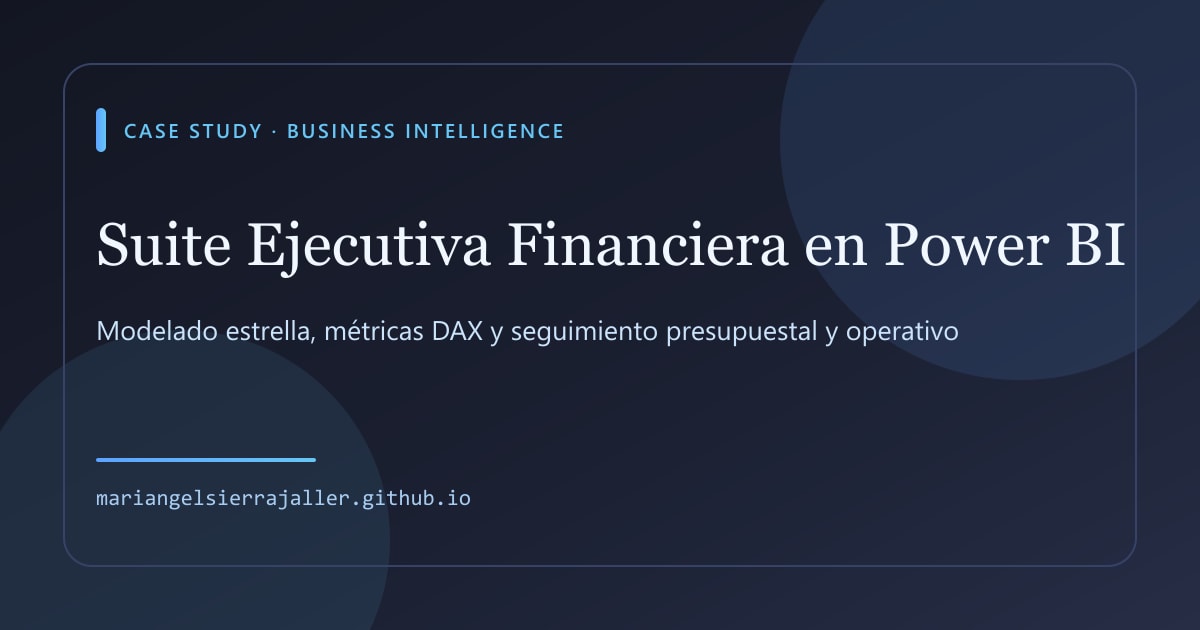 CASE STUDY · BUSINESS INTELLIGENCE
Suite Ejecutiva Financiera en Power BI
Modelado estrella, métricas DAX y seguimiento presupuestal y operativo
mariangelsierrajaller.github.io